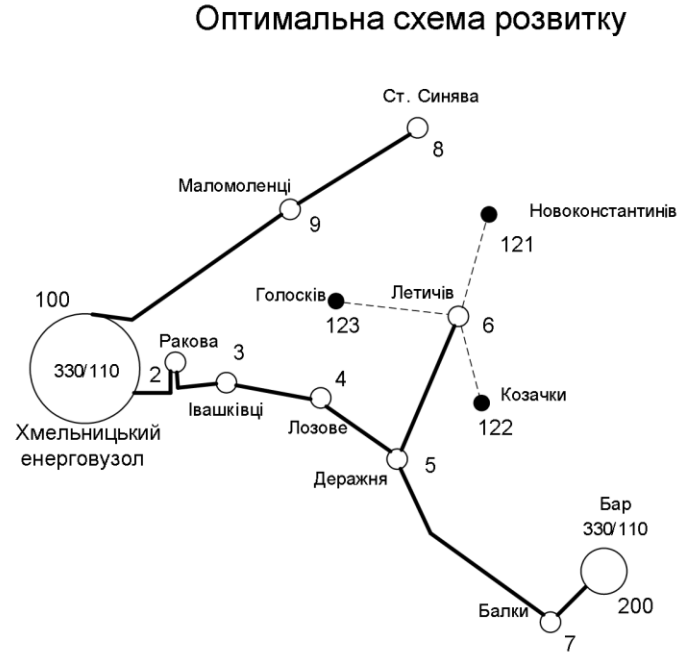 Оптимальна схема розвитку
Ст. Синява
8
Маломоленці
9
Новоконстантинів
121
100
Голосків
123
Летичів
6
Ракова
330/110
2
3
Івашківці
4
Лозове
Козачки
122
Хмельницький
енерговузол
Деражня
5
Бар
330/110
200
Балки
7